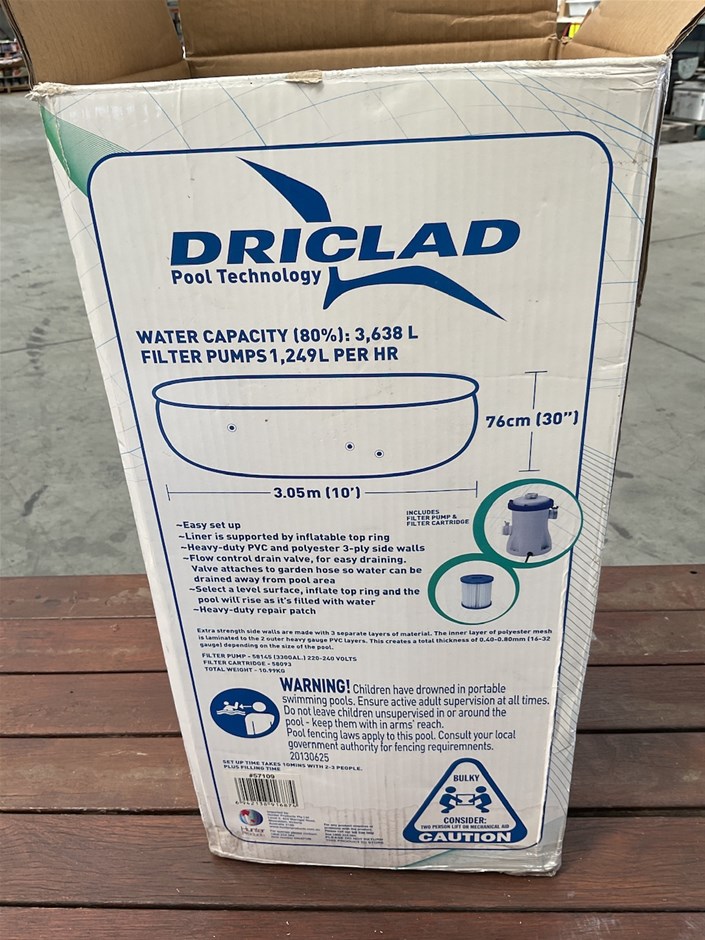 DRICLAD
Pool Technology
WATER CAPACITY (80%): 3,638 L
FILTER PUMPS 1,249L PER HR
76cm (30")
3.05m (10')
INCLUDES
FILTER PUMP &
FILTER CARTRIDGE
~Easy set up
~Liner is supported by inflatable top ring
~Heavy-duty PVC and polyester 3-ply side walls
~Flow control drain valve, for easy draining.
Valve attaches to garden hose so water can be
drained away from pool area
~Select a level surface, inflate top ring and the
pool will rise as it's filled with water
~Heavy-duty repair patch
Extra strength side walls are made with 3 separate layers of material. The inner layer of polyester mesh
is laminated to the 2 outer heavy gauge PVC layers. This creates a total thickness of 0.40-0.80mm (16-32
gauge) depending on the size of the pool.
FILTER PUMP - 58145 (330GAL.) 220-240 VOLTS
FILTER CARTRIDGE - 58093
TOTAL WEIGHT - 10.99KG
WARNING! Children have drowned in portable
swimming pools. Ensure active adult supervision at all times.
Do not leave children unsupervised in or around the
pool - keep them in arms' reach.
Pool fencing laws apply to this pool. Consult your local
government authority for fencing requiremnents.
20130625
SET UP TIME TAKES 10MINS WITH 2-3 PEOPLE.
PLUS FILLING TIME
#57109
Hunter
BULKY
CONSIDER:
TWO PERSON LIFT OR MECHANICAL AID
CAUTION